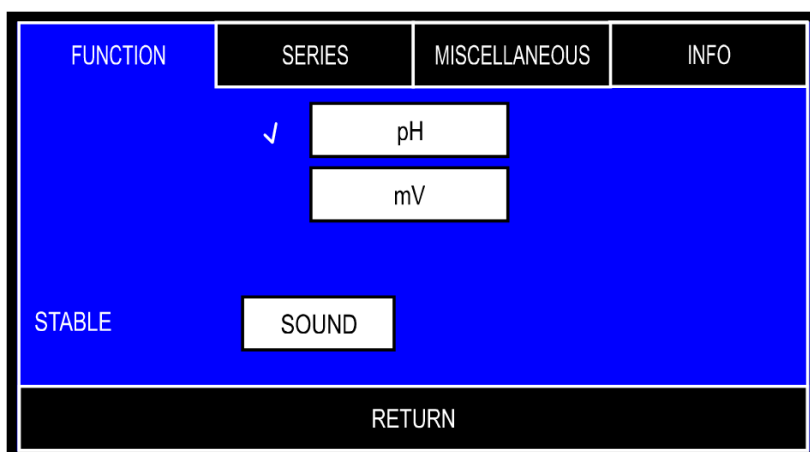 FUNCTION SERIES MISCELLANEOUS INFO
pH
mV
STABLE SOUND
RETURN